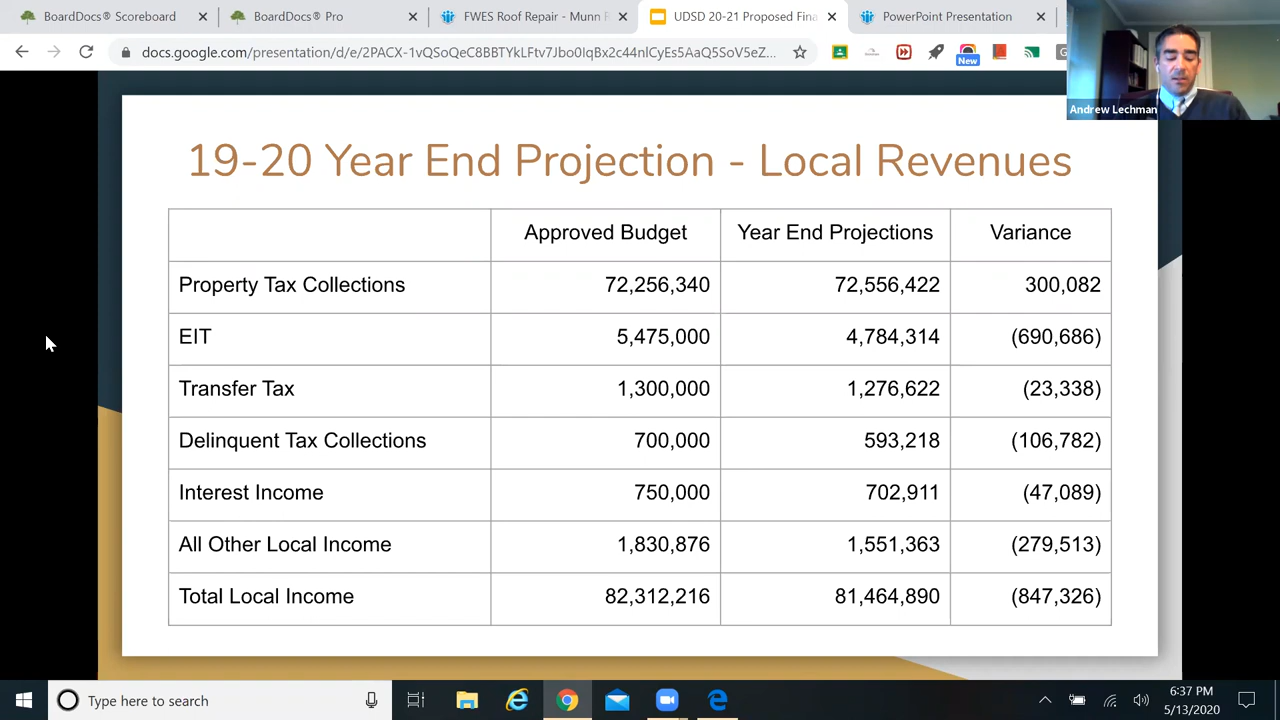 BoardDocs® Scoreboard
BoardDocs® Pro
FWES Roof Repair - Munn R
UDSD 20-21 Proposed Fina
PowerPoint Presentation
docs.google.com/presentation/d/e/2PACX-1vQSoQeC8BBTYkLFtv7Jbo0IqBx2c44nlCyEs5AaQ5SoV5eZ...
New
Andrew Lechman
19-20 Year End Projection - Local Revenues
Approved Budget Year End Projections Variance
Property Tax Collections 72,256,340 72,556,422 300,082
EIT 5,475,000 4,784,314 (690,686)
Transfer Tax 1,300,000 1,276,622 (23,338)
Delinquent Tax Collections 700,000 593,218 (106,782)
Interest Income 750,000 702,911 (47,089)
All Other Local Income 1,830,876 1,551,363 (279,513)
Total Local Income 82,312,216 81,464,890 (847,326)
Type here to search
6:37 PM
5/13/2020